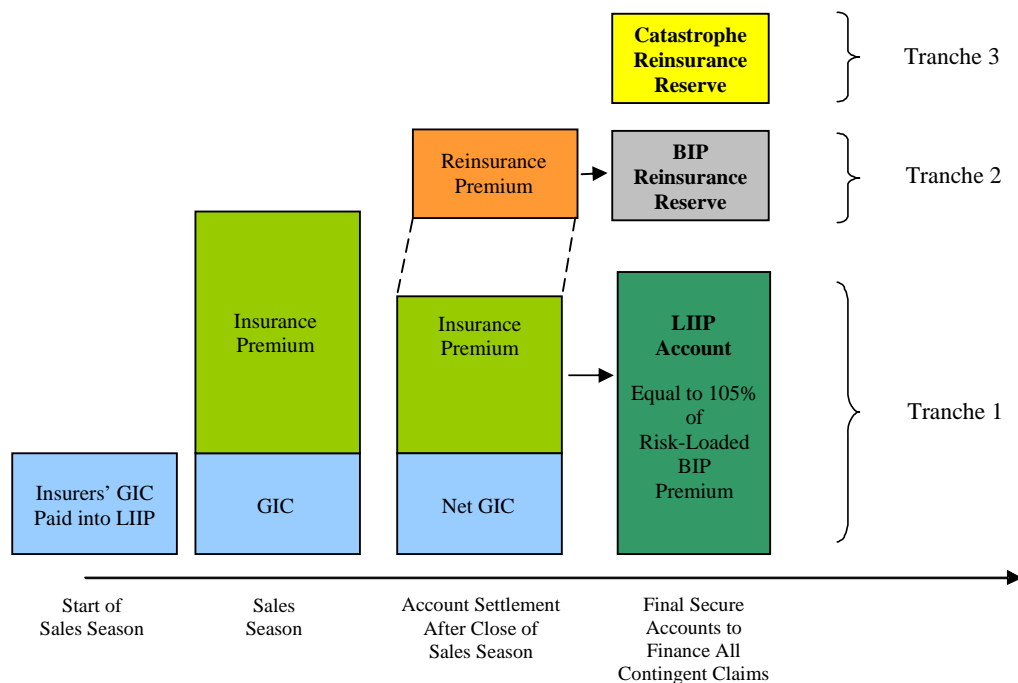 Catastrophe
Reinsurance
Reserve
Tranche 3
Reinsurance
Premium
BIP
Reinsurance
Reserve
Tranche 2
Insurance
Premium
Insurance
Premium
LIIP
Account
Equal to 105%
of
Risk-Loaded
BIP
Premium
Tranche 1
Insurers’ GIC
Paid into LIIP
GIC
Net GIC
Start of
Sales Season
Sales
Season
Account Settlement
After Close of
Sales Season
Final Secure
Accounts to
Finance All
Contingent Claims